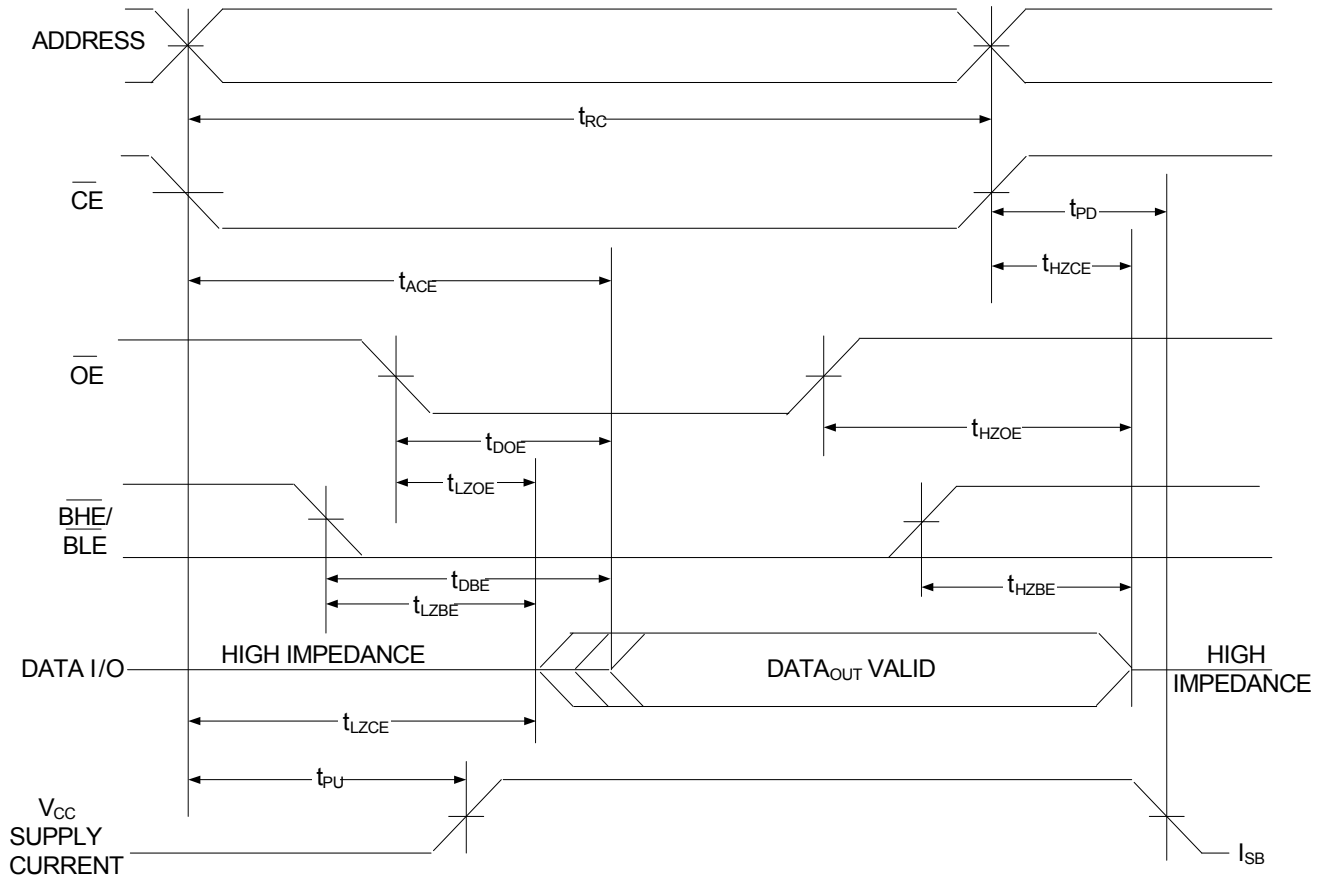 ADDRESS
tRC
CE
tPD
tHZCE
tACE
OE
tDOE
tHZOE
tLZOE
BHE/
BLE
tDBE
tHZBE
tLZBE
DATA I/O
HIGH IMPEDANCE
DATAOUT VALID
HIGH
IMPEDANCE
tLZCE
tPU
VCC
SUPPLY
CURRENT
ISB